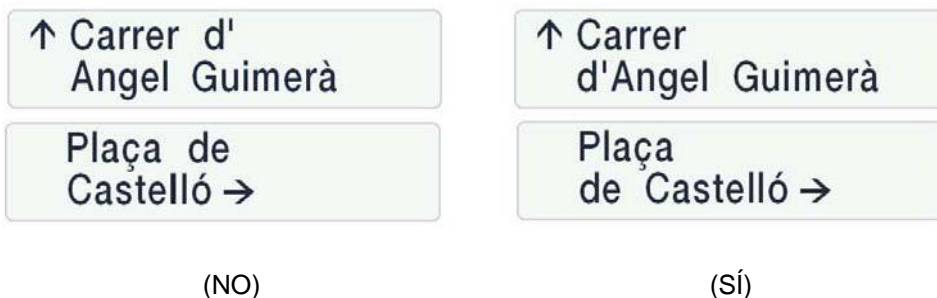 ↑ Carrer d'
Angel Guimerà
Plaça de
Castelló →
(NO)
↑ Carrer
d'Angel Guimerà
Plaça
de Castelló →
(SÍ)